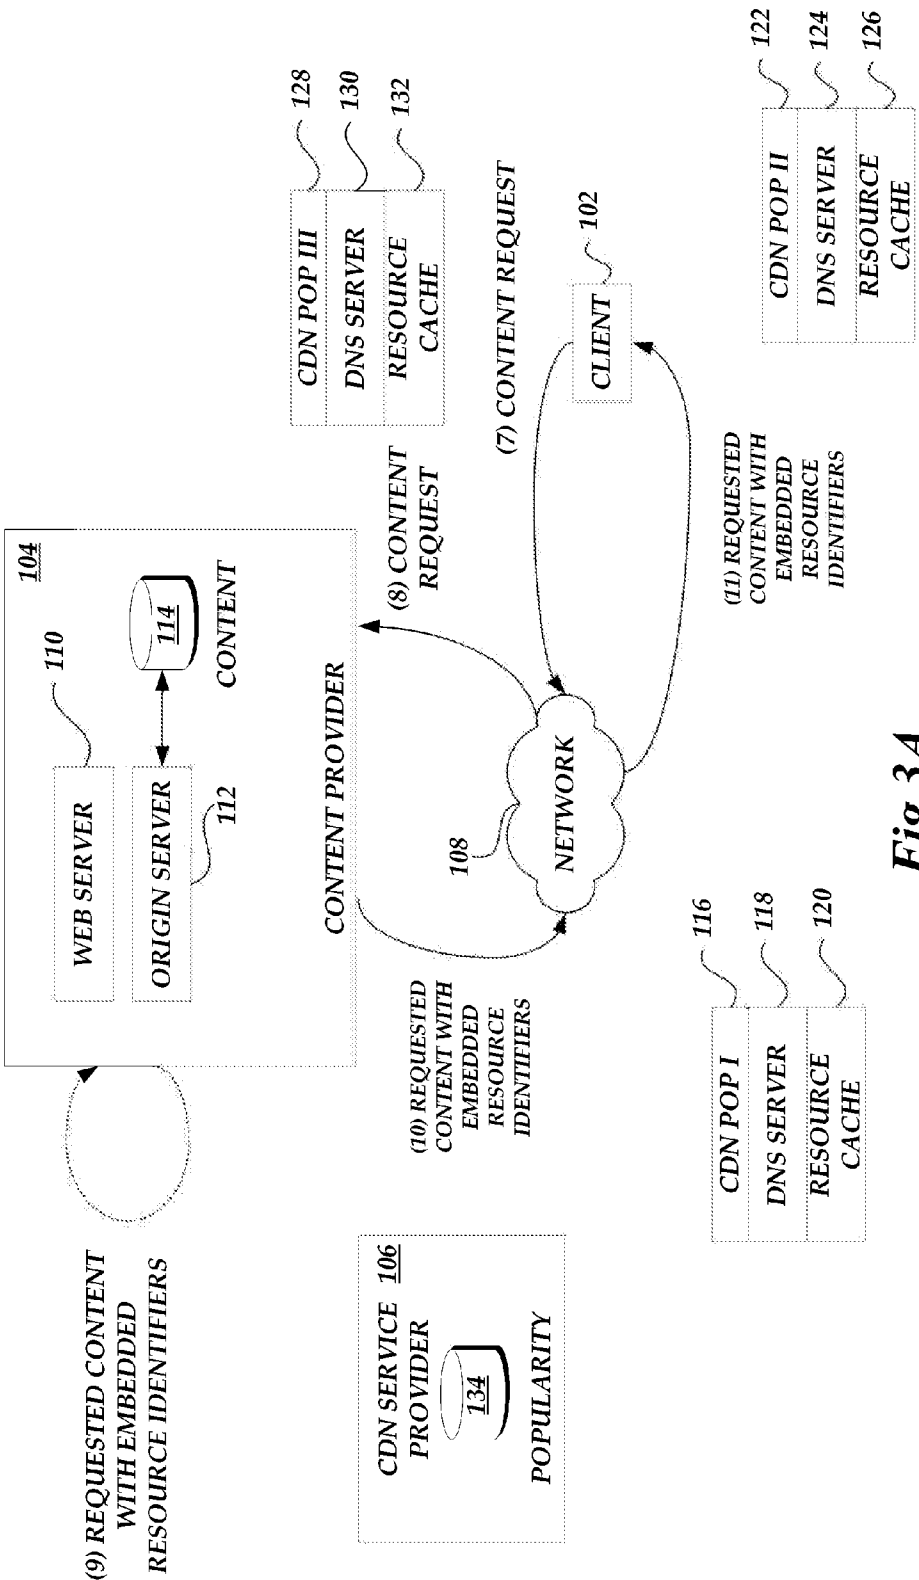 (9) REQUESTED CONTENT
WITH EMBEDDED
RESOURCE IDENTIFIERS
104
WEB SERVER
110
ORIGIN SERVER
112
114
CONTENT
CONTENT PROVIDER
CDN SERVICE
PROVIDER
106
134
POPULARITY
(10) REQUESTED
CONTENT WITH
EMBEDDED
RESOURCE
IDENTIFIERS
(8) CONTENT
REQUEST
CDN POP III
DNS SERVER
RESOURCE
CACHE
128
130
132
108
NETWORK
(7) CONTENT REQUEST
CLIENT
102
(11) REQUESTED
CONTENT WITH
EMBEDDED
RESOURCE
IDENTIFIERS
CDN POP I
DNS SERVER
RESOURCE
CACHE
116
118
120
CDN POP II
DNS SERVER
RESOURCE
CACHE
122
124
126
Fig.3A